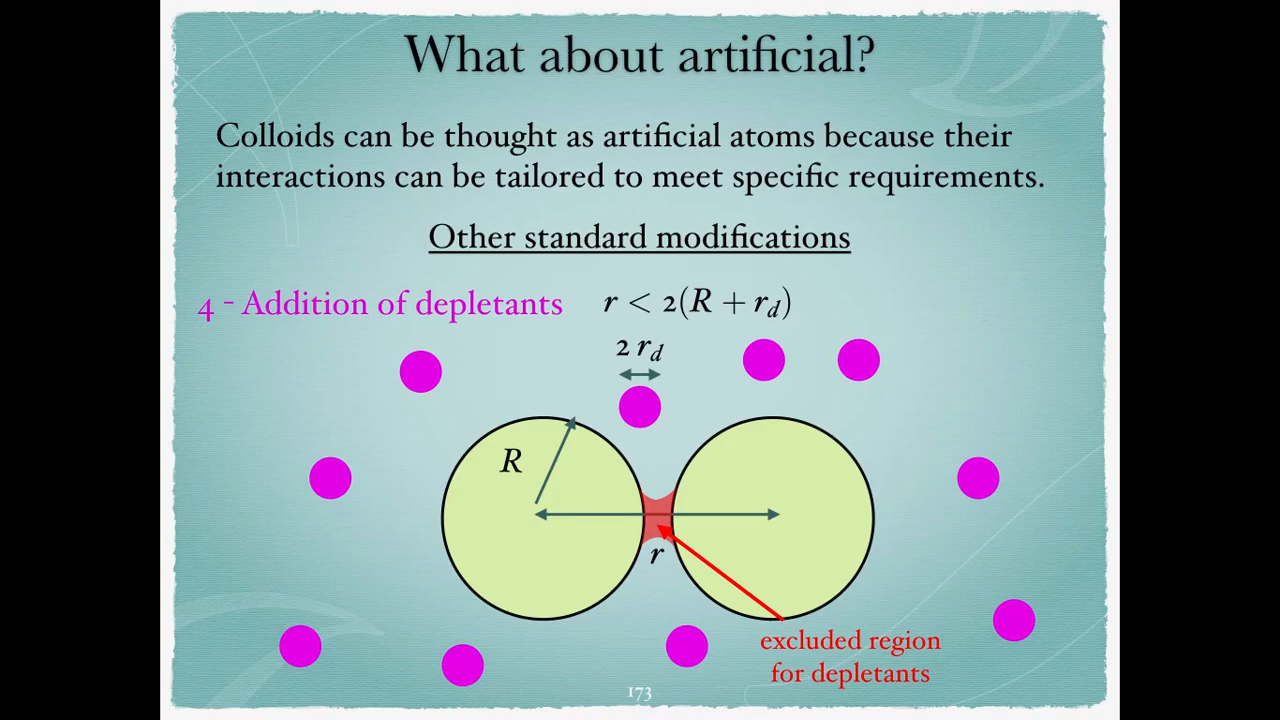 What about artificial?
Colloids can be thought as artificial atoms because their
interactions can be tailored to meet specific requirements.
Other standard modifications
4 - Addition of depletants r < 2(R + r_d)
2 r_d
R
r
excluded region
for depletants
173